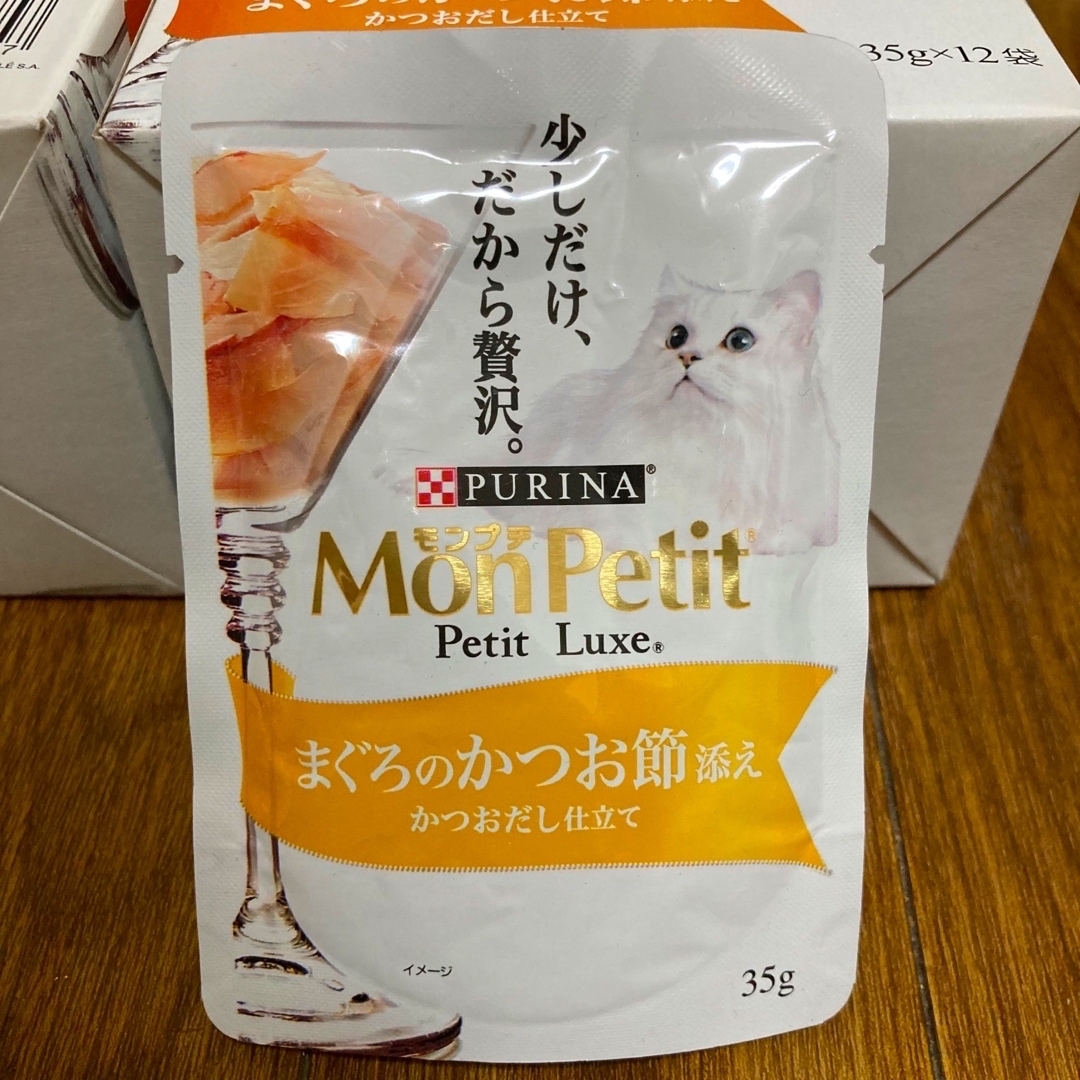 かつおだし仕立て
35g×12袋
少しだけ、
だから贅沢。
PURINA®
モンプチ
MonPetit®
Petit Luxe®
まぐろのかつお節添え
かつおだし仕立て
イメージ
35g